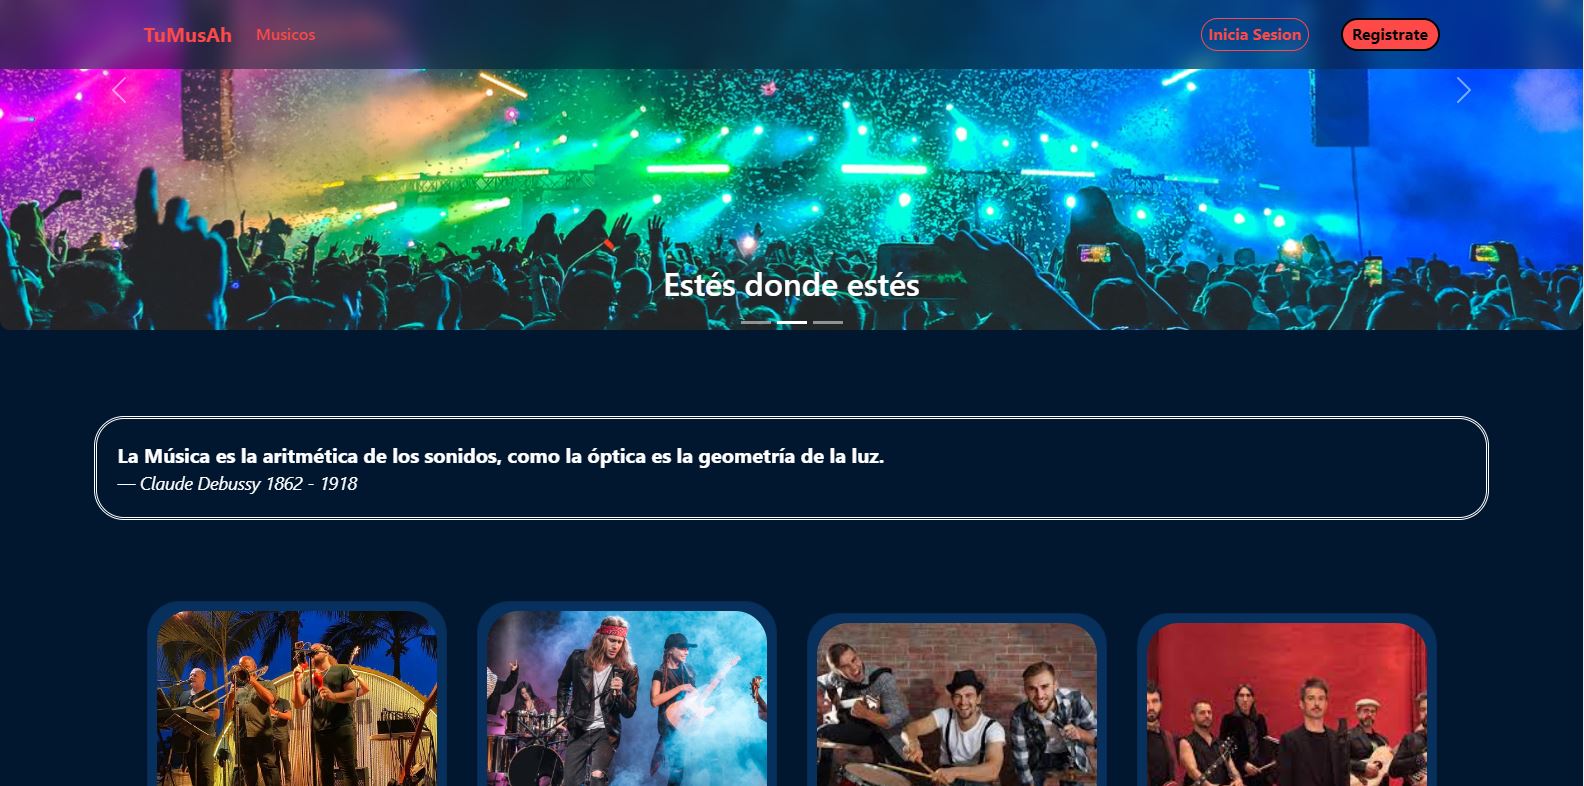 TuMusAh
Musicos
Inicia Sesion
Registrate
Estés donde estés
La Música es la aritmética de los sonidos, como la óptica es la geometría de la luz.
— Claude Debussy 1862 - 1918